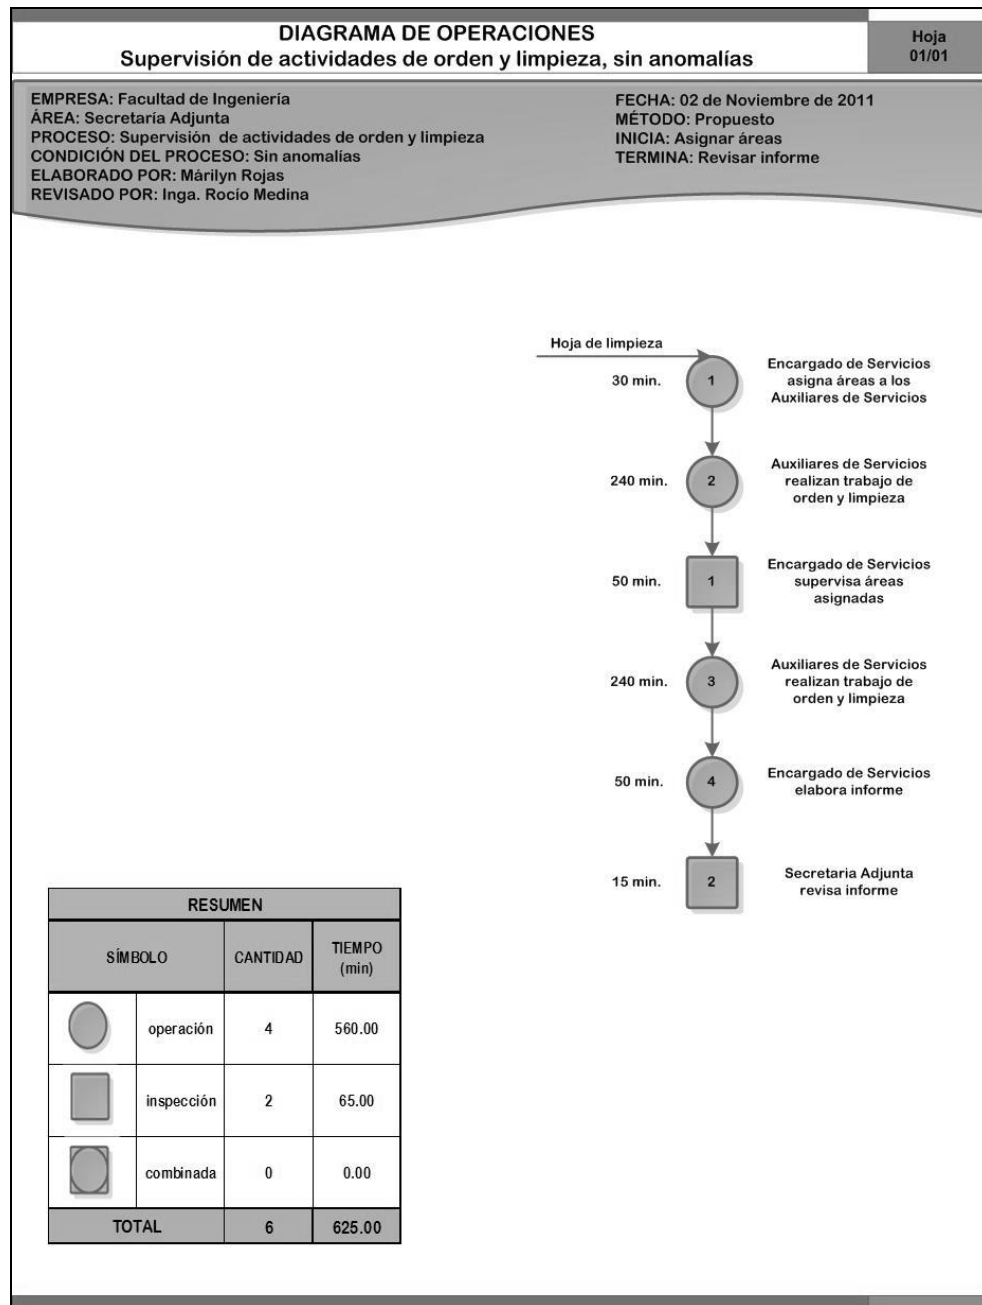 DIAGRAMA DE OPERACIONES
Supervisión de actividades de orden y limpieza, sin anomalías
Hoja
01/01
EMPRESA: Facultad de Ingeniería
ÁREA: Secretaría Adjunta
PROCESO: Supervisión de actividades de orden y limpieza
CONDICIÓN DEL PROCESO: Sin anomalías
ELABORADO POR: Márilyn Rojas
REVISADO POR: Inga. Rocío Medina
FECHA: 02 de Noviembre de 2011
MÉTODO: Propuesto
INICIA: Asignar áreas
TERMINA: Revisar informe
Hoja de limpieza
30 min.
1
Encargado de Servicios
asigna áreas a los
Auxiliares de Servicios
240 min.
2
Auxiliares de Servicios
realizan trabajo de
orden y limpieza
50 min.
1
Encargado de Servicios
supervisa áreas
asignadas
240 min.
3
Auxiliares de Servicios
realizan trabajo de
orden y limpieza
50 min.
4
Encargado de Servicios
elabora informe
15 min.
2
Secretaria Adjunta
revisa informe
RESUMEN
SÍMBOLO CANTIDAD TIEMPO
(min)
operación 4 560.00
inspección 2 65.00
combinada 0 0.00
TOTAL 6 625.00